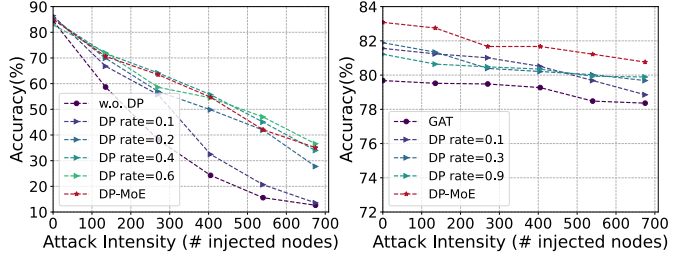 90
80
70
60
50
40
30
20
10
Accuracy(%)
w.o. DP
DP rate=0.1
DP rate=0.2
DP rate=0.4
DP rate=0.6
DP-MoE
0 100 200 300 400 500 600 700
Attack Intensity (# injected nodes)
84
82
80
78
76
74
72
Accuracy(%)
GAT
DP rate=0.1
DP rate=0.3
DP rate=0.9
DP-MoE
0 100 200 300 400 500 600 700
Attack Intensity (# injected nodes)